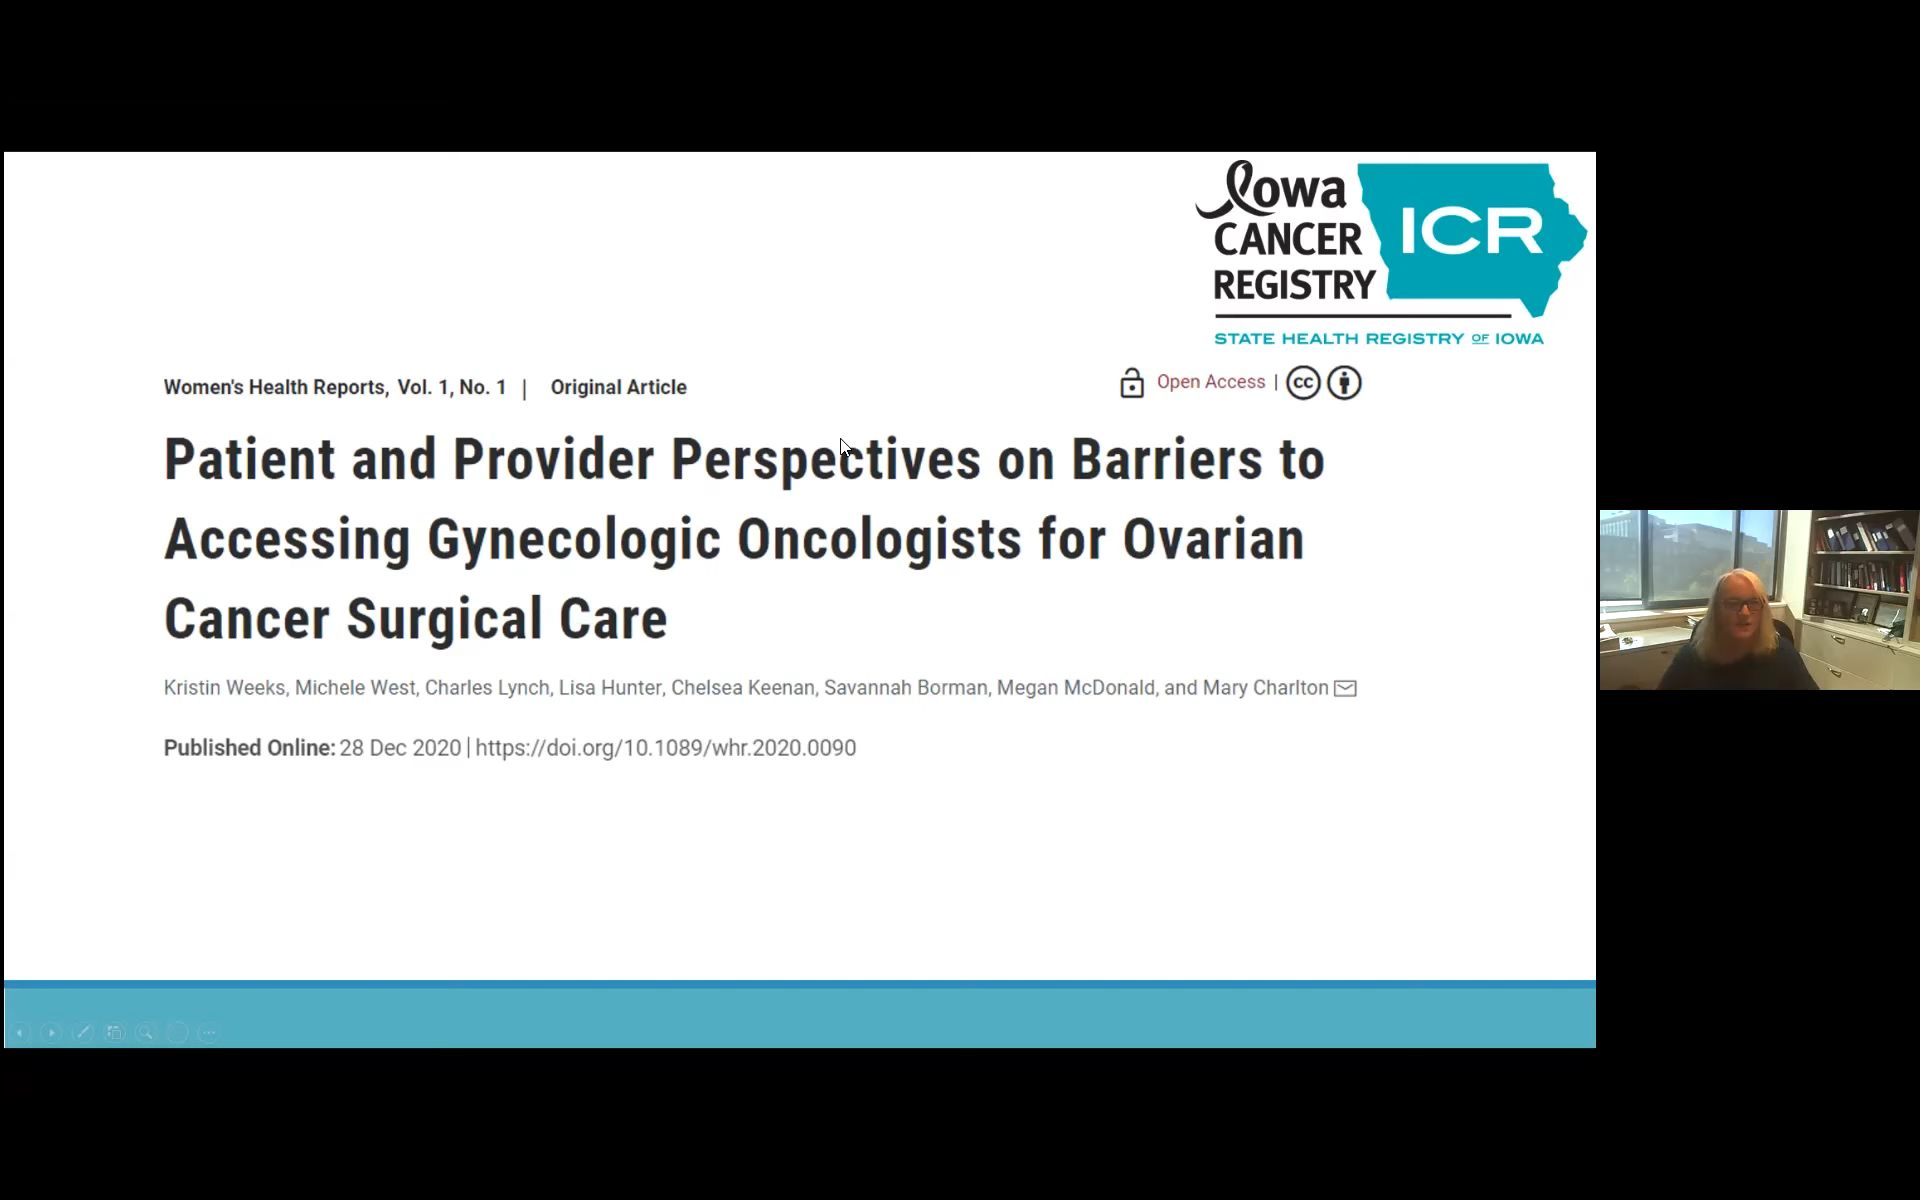 Iowa
CANCER
REGISTRY
ICR
STATE HEALTH REGISTRY OF IOWA
Women's Health Reports, Vol. 1, No. 1 | Original Article
Open Access |
cc
Patient and Provider Perspectives on Barriers to
Accessing Gynecologic Oncologists for Ovarian
Cancer Surgical Care
Kristin Weeks, Michele West, Charles Lynch, Lisa Hunter, Chelsea Keenan, Savannah Borman, Megan McDonald, and Mary Charlton
Published Online: 28 Dec 2020 | https://doi.org/10.1089/whr.2020.0090